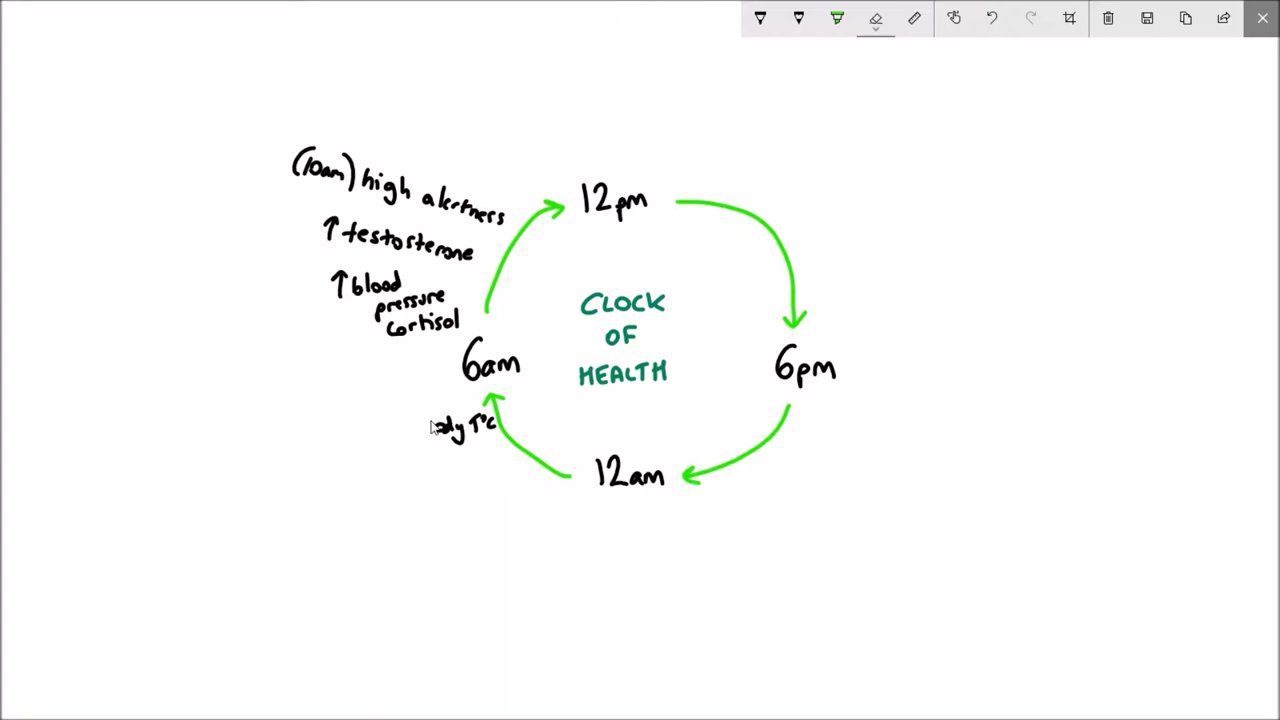 (10am) high alertness
↑ testosterone
↑ blood
pressure
cortisol
12pm
CLOCK
OF
HEALTH
6am
6pm
T°C
12am